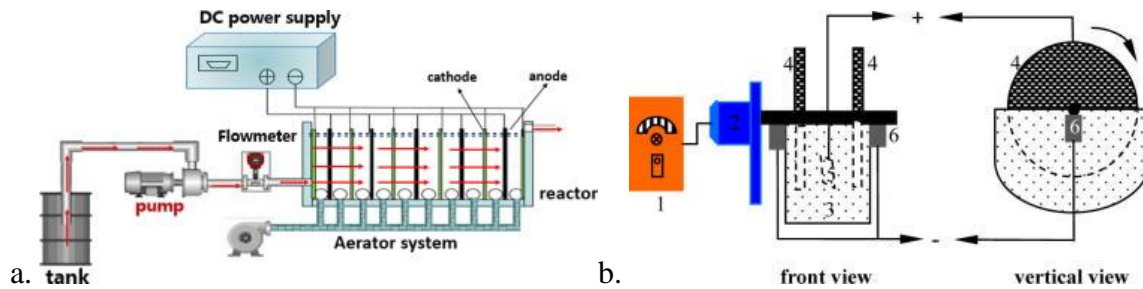 DC power supply
cathode
anode
Flowmeter
pump
reactor
Aerator system
a. tank
+
4
4
4
2
6
6
1
5
3
-
b. front view
vertical view